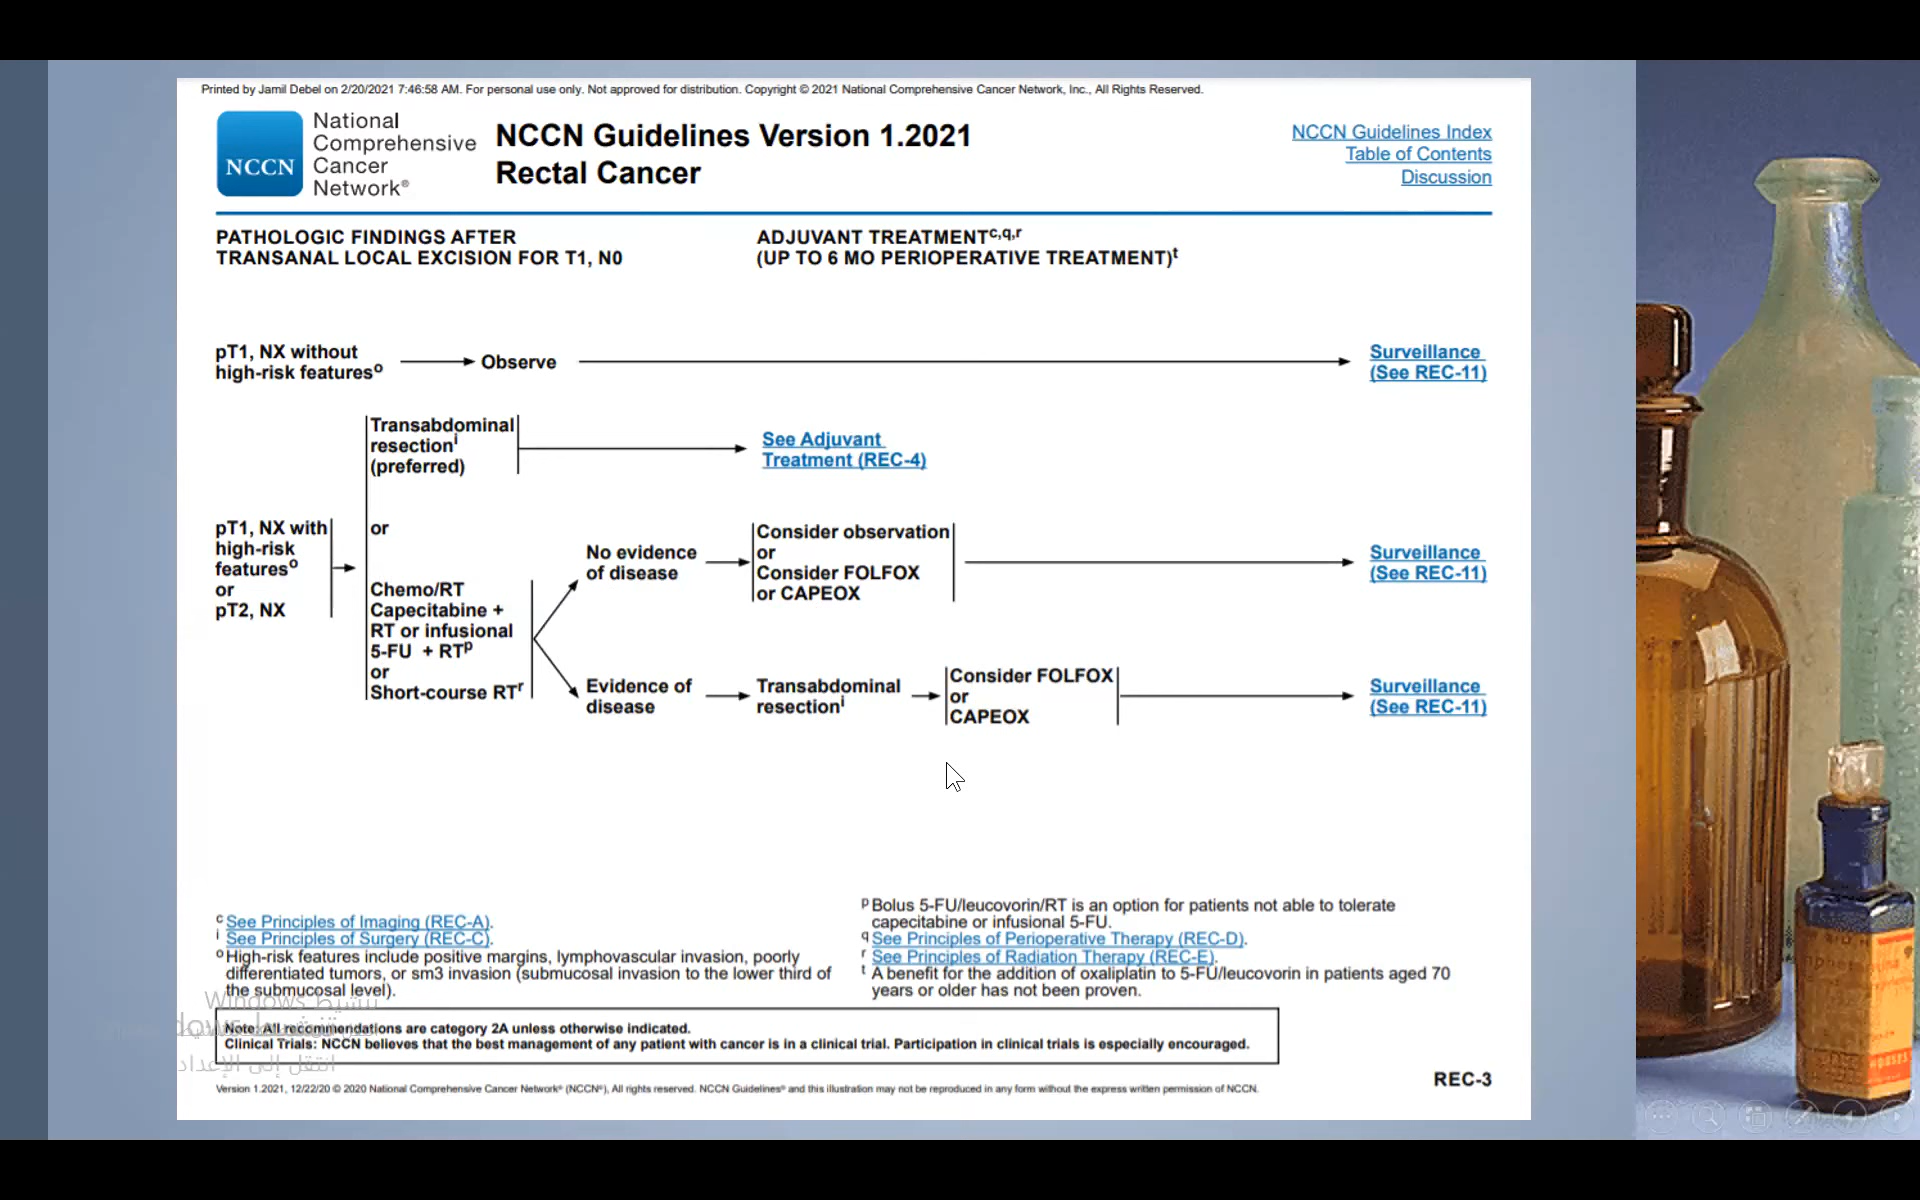 Printed by Jamil Debel on 2/20/2021 7:46:58 AM. For personal use only. Not approved for distribution. Copyright © 2021 National Comprehensive Cancer Network, Inc., All Rights Reserved.
NCCN
National
Comprehensive
Cancer
Network®
NCCN Guidelines Version 1.2021
Rectal Cancer
NCCN Guidelines Index
Table of Contents
Discussion
PATHOLOGIC FINDINGS AFTER
TRANSANAL LOCAL EXCISION FOR T1, N0
ADJUVANT TREATMENTc,q,r
(UP TO 6 MO PERIOPERATIVE TREATMENT)t
pT1, NX without
high-risk featureso
Observe
Surveillance
(See REC-11)
pT1, NX with
high-risk
featureso
or
pT2, NX
Transabdominal
resectioni
(preferred)
See Adjuvant
Treatment (REC-4)
or
Chemo/RT
Capecitabine +
RT or infusional
5-FU + RTp
or
Short-course RTr
No evidence
of disease
Consider observation
or
Consider FOLFOX
or CAPEOX
Surveillance
(See REC-11)
Evidence of
disease
Transabdominal
resectioni
Consider FOLFOX
or
CAPEOX
Surveillance
(See REC-11)
c See Principles of Imaging (REC-A).
i See Principles of Surgery (REC-C).
o High-risk features include positive margins, lymphovascular invasion, poorly
differentiated tumors, or sm3 invasion (submucosal invasion to the lower third of
the submucosal level).
p Bolus 5-FU/leucovorin/RT is an option for patients not able to tolerate
capecitabine or infusional 5-FU.
q See Principles of Perioperative Therapy (REC-D).
r See Principles of Radiation Therapy (REC-E).
t A benefit for the addition of oxaliplatin to 5-FU/leucovorin in patients aged 70
years or older has not been proven.
تنشيط Windows
Note: All recommendations are category 2A unless otherwise indicated.
Clinical Trials: NCCN believes that the best management of any patient with cancer is in a clinical trial. Participation in clinical trials is especially encouraged.
انتقل إلى الإعداد
Version 1.2021, 12/22/20 © 2020 National Comprehensive Cancer Network® (NCCN®), All rights reserved. NCCN Guidelines® and this illustration may not be reproduced in any form without the express written permission of NCCN.
REC-3